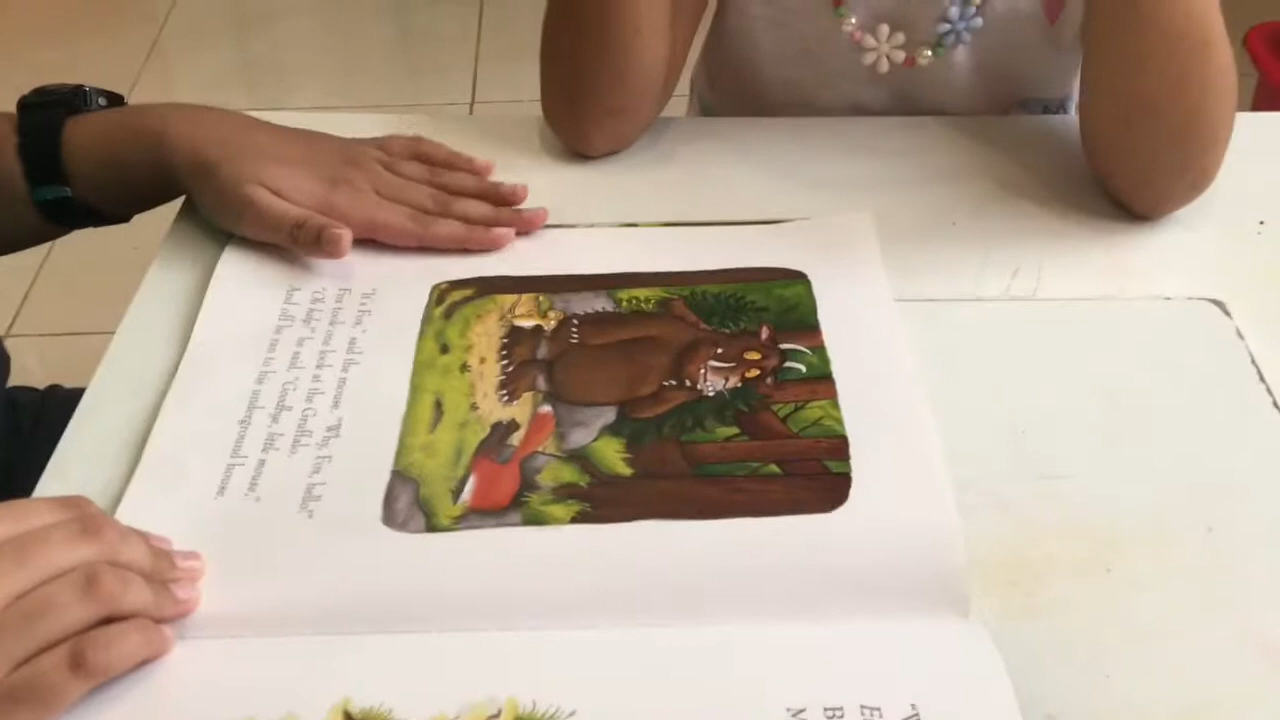 "It's Fox," said the mouse. "Why, Fox, hello!"
Fox took one look at the Gruffalo.
"Oh help!" he said, "Goodbye, little mouse,"
And off he ran to his underground house.